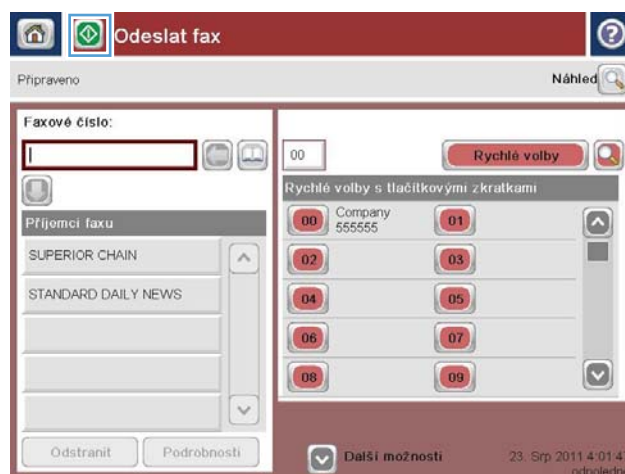 Odeslat fax
Připraveno
Náhled
Faxové číslo:
00
Rychlé volby
Rychlé volby s tlačítkovými zkratkami
Příjemci faxu
00 Company 01
555555
SUPERIOR CHAIN
02 03
STANDARD DAILY NEWS
04 05
06 07
08 09
Odstranit Podrobnosti
Další možnosti
23. Srp 2011 4:01:4
odpoledne